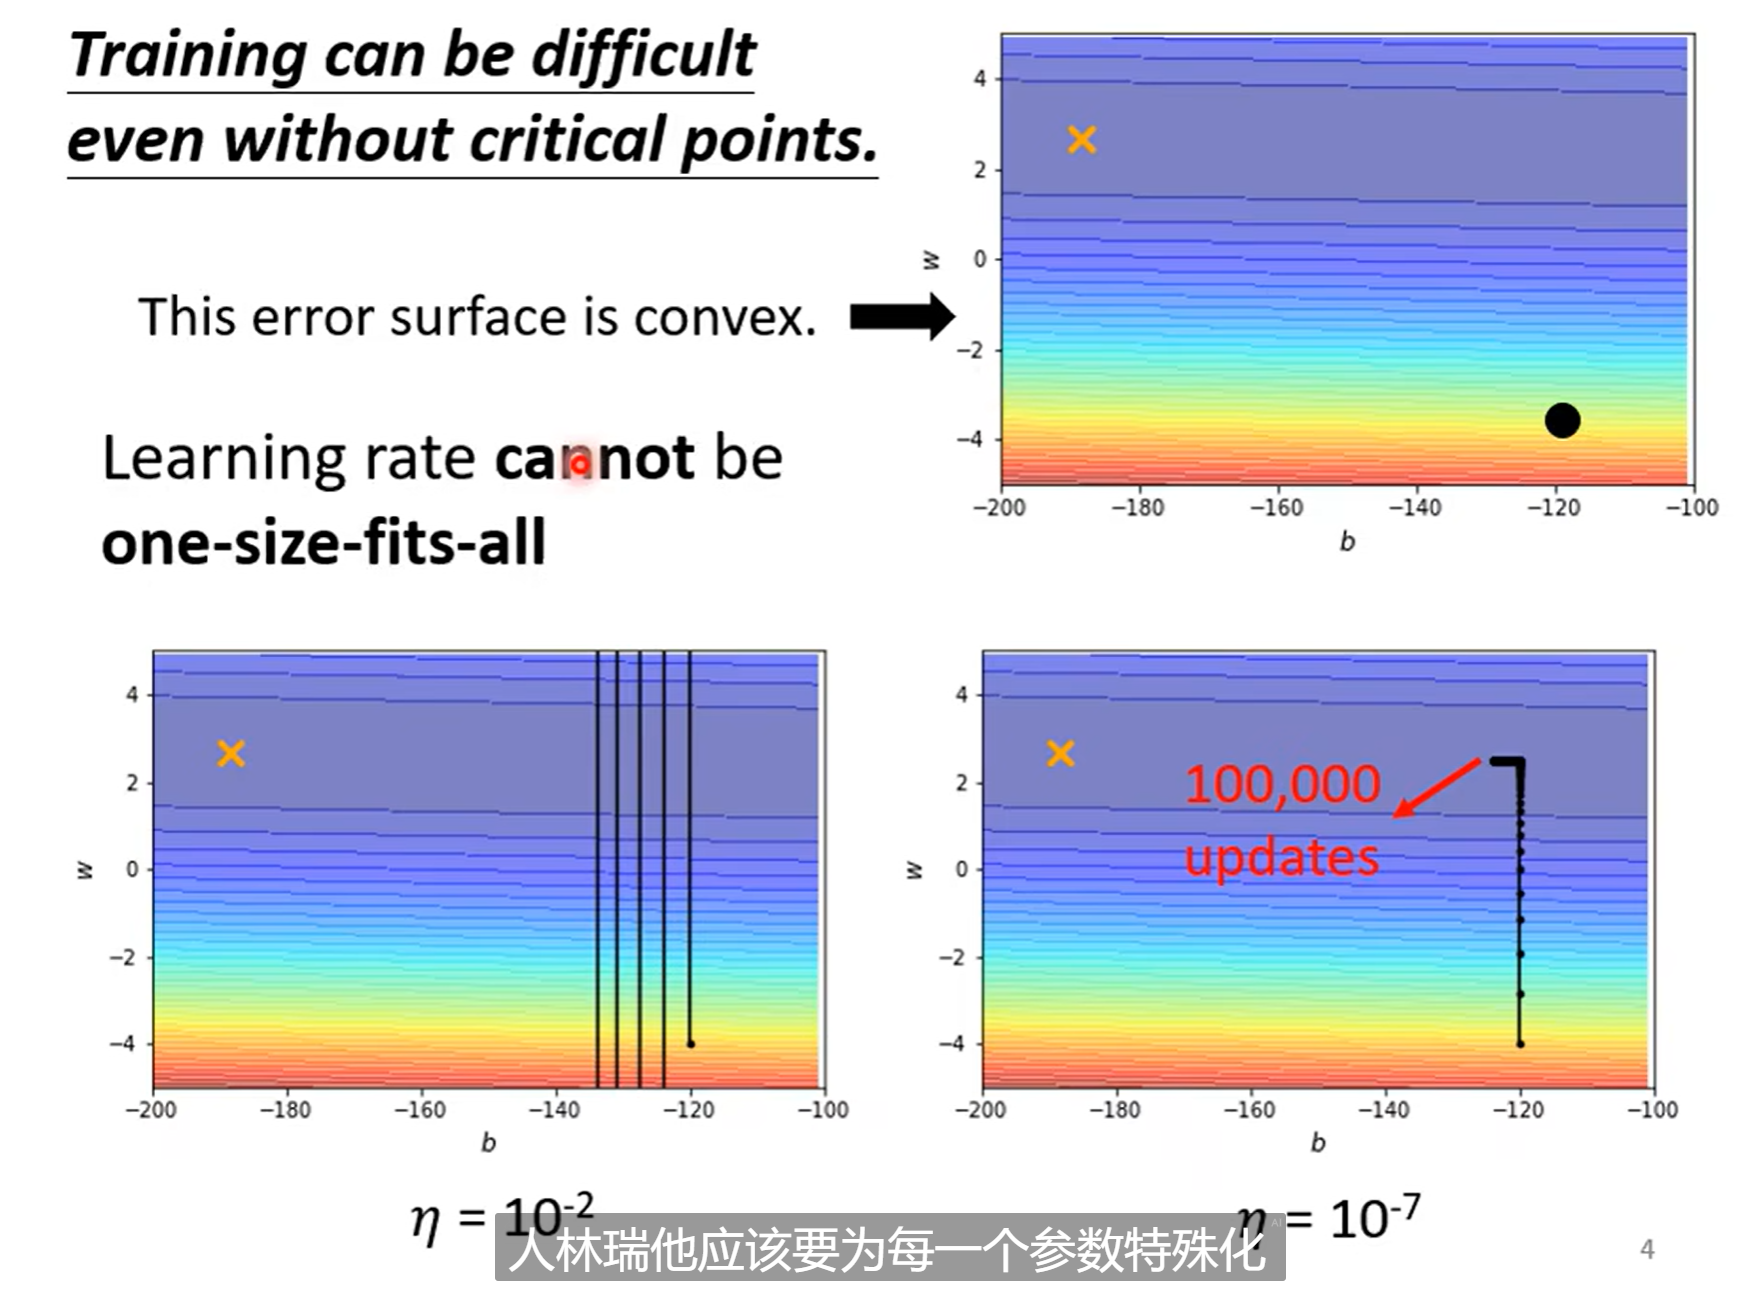 Training can be difficult
even without critical points.
This error surface is convex.
Learning rate cannot be
one-size-fits-all
4
2
0
−2
−4
w
−200 −180 −160 −140 −120 −100
b
4
2
0
−2
−4
w
−200 −180 −160 −140 −120 −100
b
η = 10-2
4
2
0
−2
−4
w
100,000
updates
−200 −180 −160 −140 −120 −100
b
η = 10-7
人林瑞他应该要为每一个参数特殊化
AI
4